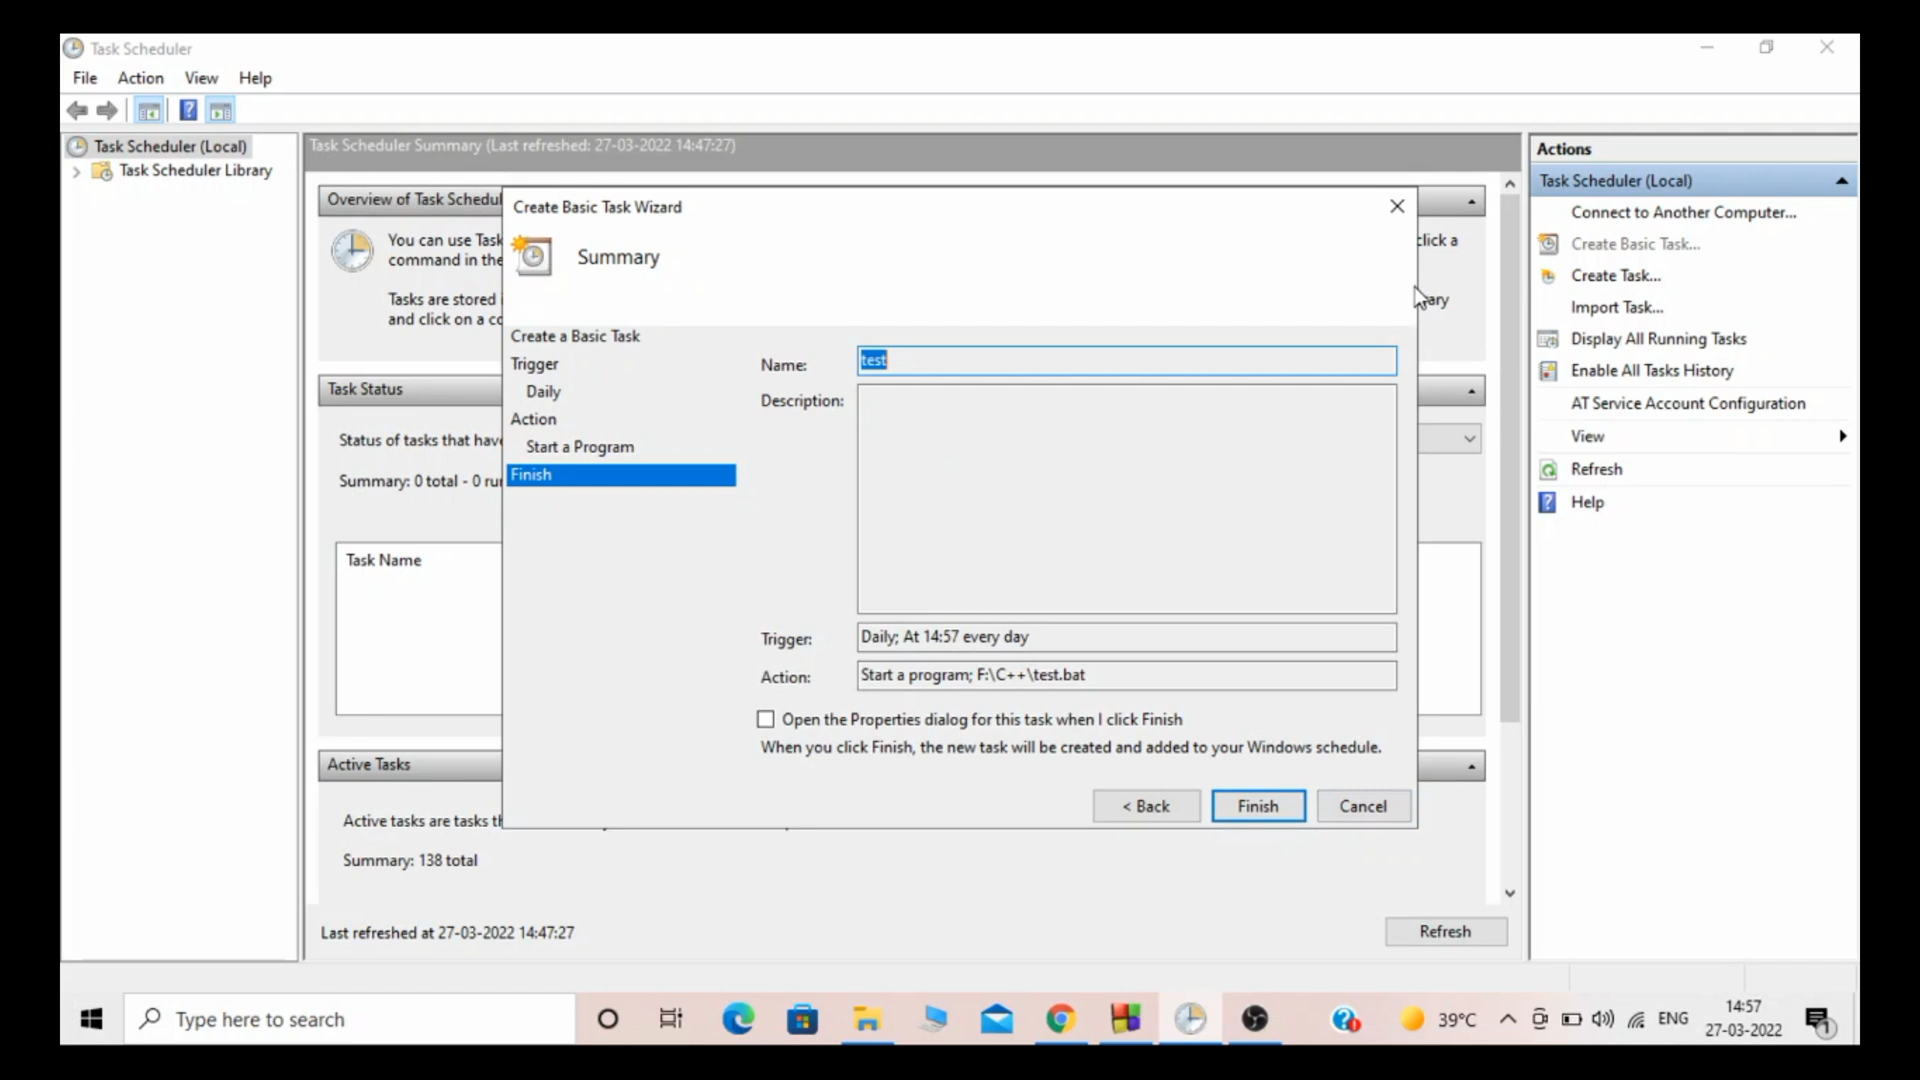 Task Scheduler
File Action View Help
Task Scheduler (Local)
Task Scheduler Library
Task Scheduler Summary (Last refreshed: 27-03-2022 14:47:27)
Overview of Task Schedul
You can use Task
command in the
click a
Tasks are stored
and click on a co
ary
Task Status
Status of tasks that have
Summary: 0 total - 0 ru
Task Name
Active Tasks
Active tasks are tasks th
Summary: 138 total
Last refreshed at 27-03-2022 14:47:27
Refresh
Create Basic Task Wizard
Summary
Create a Basic Task
Trigger
Daily
Action
Start a Program
Finish
Name: test
Description:
Trigger: Daily; At 14:57 every day
Action: Start a program; F:\C++\test.bat
Open the Properties dialog for this task when I click Finish
When you click Finish, the new task will be created and added to your Windows schedule.
< Back Finish Cancel
Actions
Task Scheduler (Local)
Connect to Another Computer...
Create Basic Task...
Create Task...
Import Task...
Display All Running Tasks
Enable All Tasks History
AT Service Account Configuration
View
Refresh
Help
Type here to search
39°C
ENG
14:57
27-03-2022
1